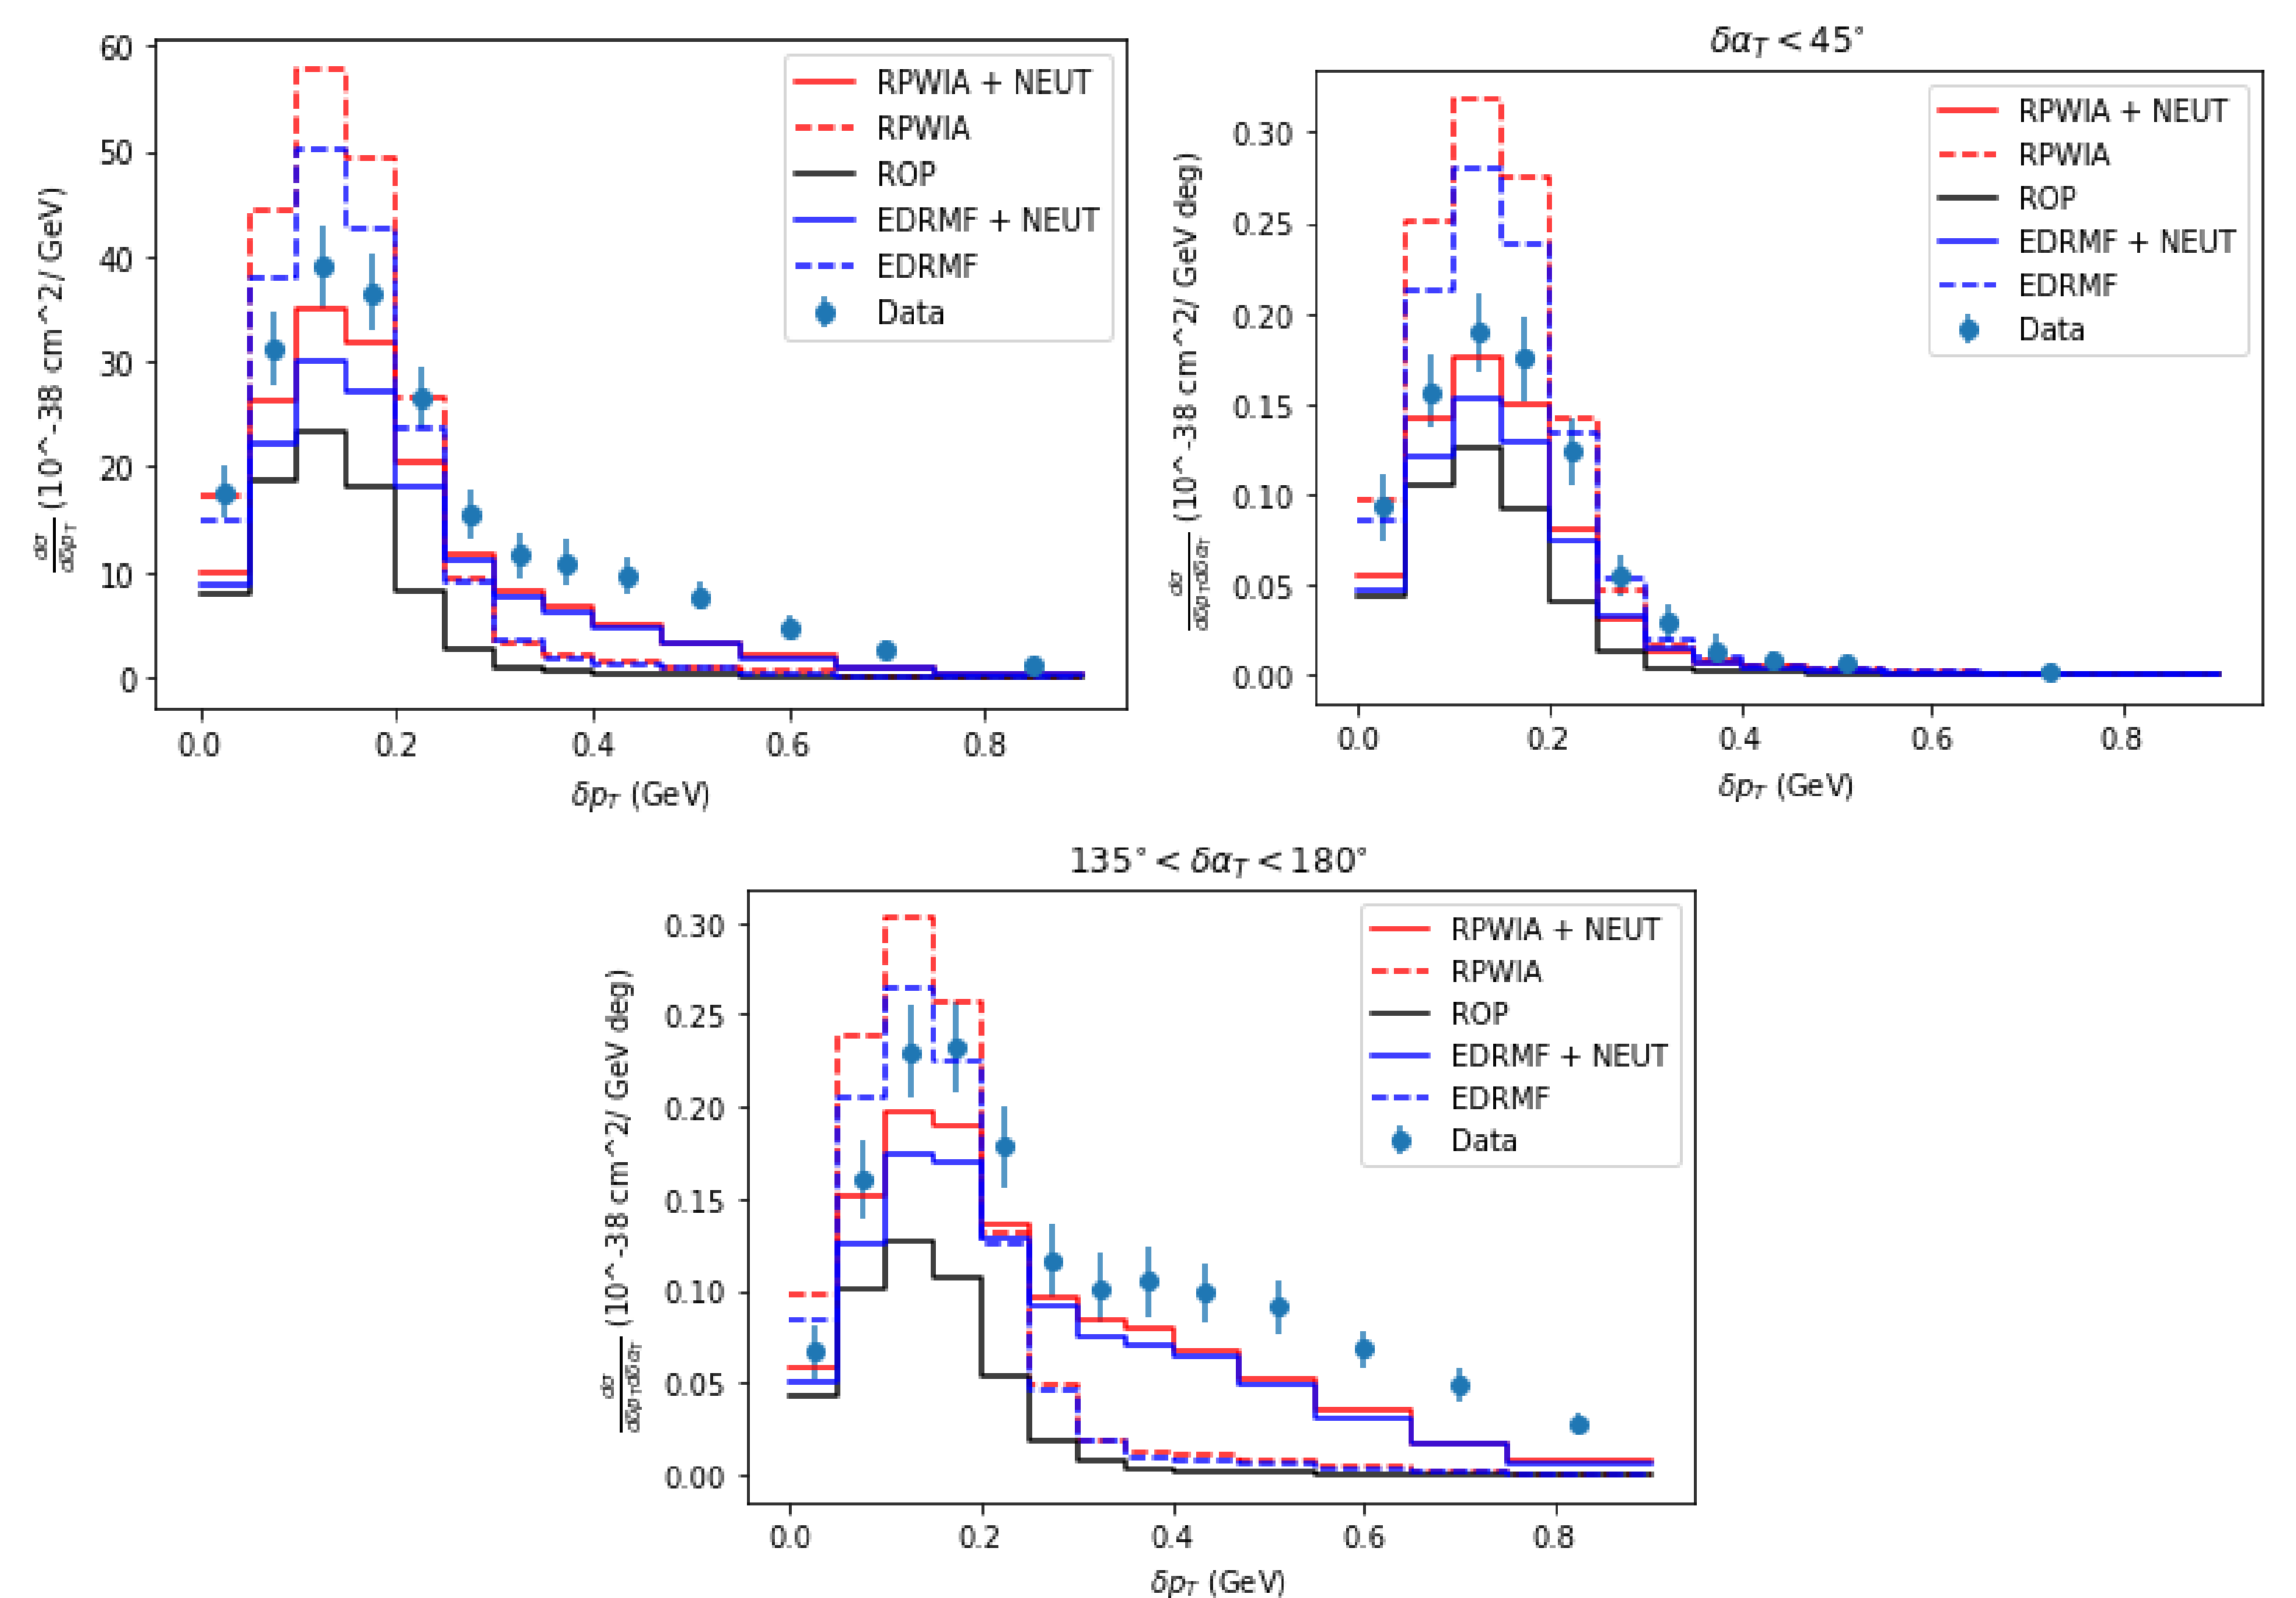 60
50
40
30
20
10
0
dσ/dδp_T (10^-38 cm^2/ GeV)
RPWIA + NEUT
RPWIA
ROP
EDRMF + NEUT
EDRMF
Data
0.0 0.2 0.4 0.6 0.8
δp_T (GeV)
δα_T < 45°
0.30
0.25
0.20
0.15
0.10
0.05
0.00
dσ/dδp_Tdδα_T (10^-38 cm^2/ GeV deg)
RPWIA + NEUT
RPWIA
ROP
EDRMF + NEUT
EDRMF
Data
0.0 0.2 0.4 0.6 0.8
δp_T (GeV)
135° < δα_T < 180°
0.30
0.25
0.20
0.15
0.10
0.05
0.00
dσ/dδp_Tdδα_T (10^-38 cm^2/ GeV deg)
RPWIA + NEUT
RPWIA
ROP
EDRMF + NEUT
EDRMF
Data
0.0 0.2 0.4 0.6 0.8
δp_T (GeV)